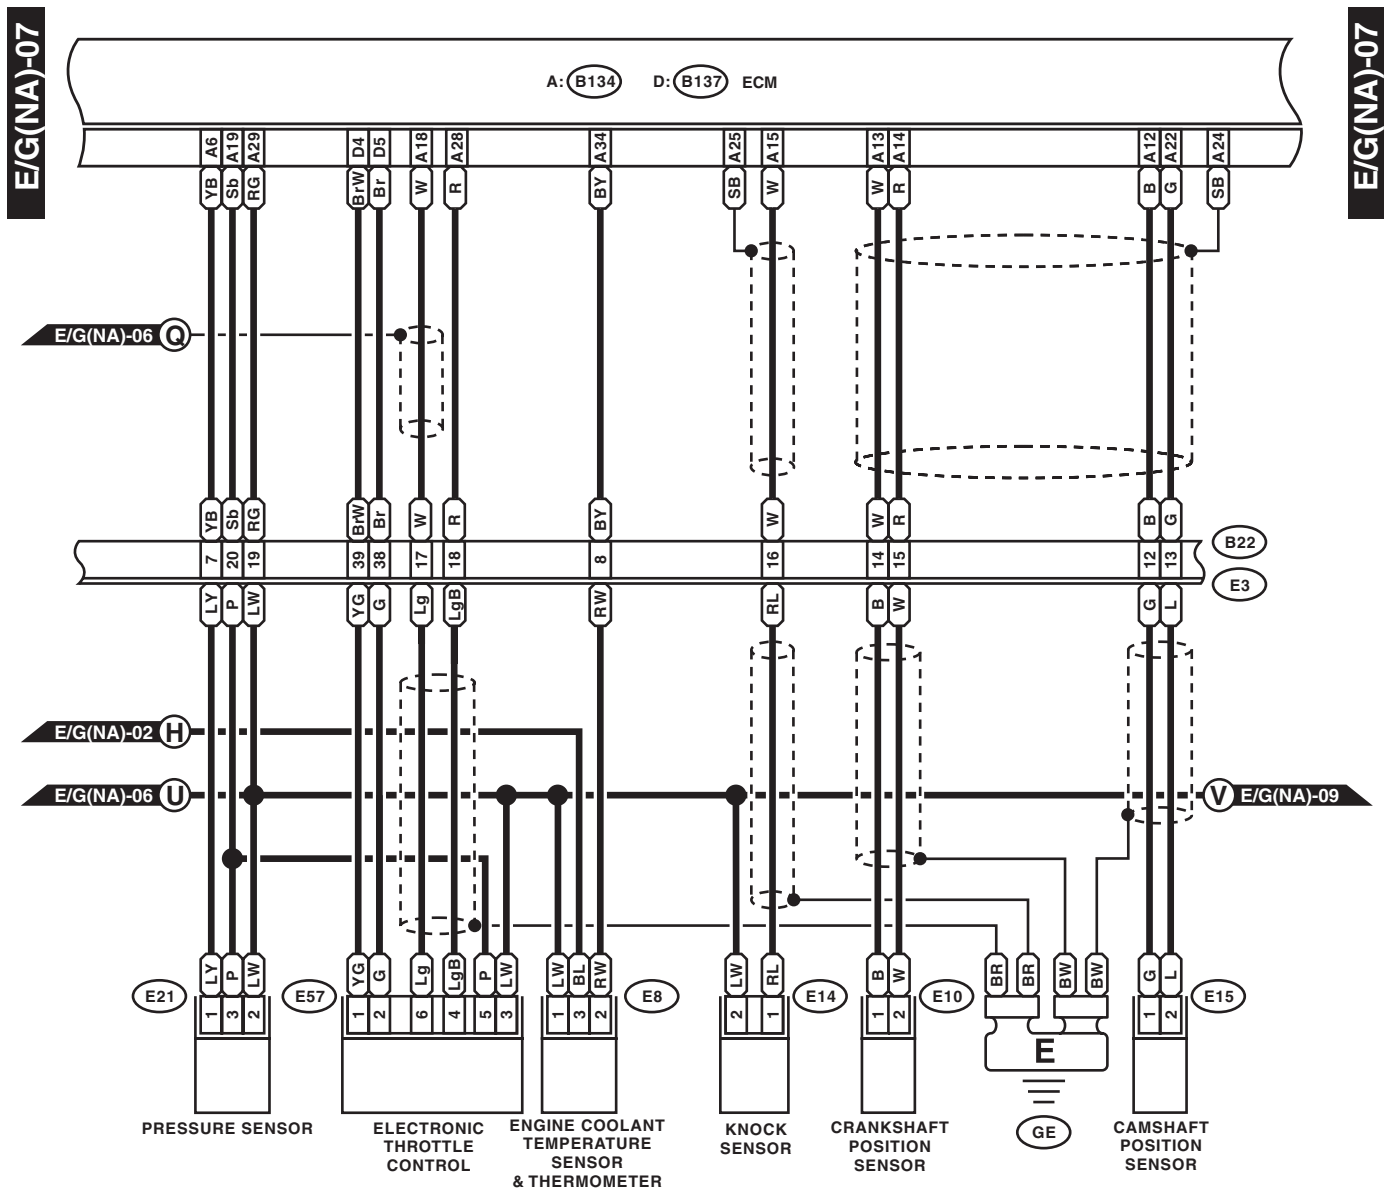 E/G(NA)-07
E/G(NA)-07
A: B134 D: B137 ECM
A6 A19 A29 D4 D5 A18 A28 A34 A25 A15 A13 A14 A12 A22 A24
YB Sb RG BrW Br W R BY SB W W R B G SB
E/G(NA)-06 Q
YB Sb RG BrW Br W R BY W W R B G
7 20 19 39 38 17 18 8 16 14 15 12 13 B22
E3
LY P LW YG G Lg LgB RW RL B W G L
E/G(NA)-02 H
E/G(NA)-06 U V E/G(NA)-09
LY P LW YG G Lg LgB P LW LW BL RW LW RL B W BR BR BW BW G L
E21 1 3 2 E57 1 2 6 4 5 3 1 3 2 E8 2 1 E14 1 2 E10 1 2 E15
E
GE
PRESSURE SENSOR
ELECTRONIC
THROTTLE
CONTROL
ENGINE COOLANT
TEMPERATURE
SENSOR
& THERMOMETER
KNOCK
SENSOR
CRANKSHAFT
POSITION
SENSOR
CAMSHAFT
POSITION
SENSOR